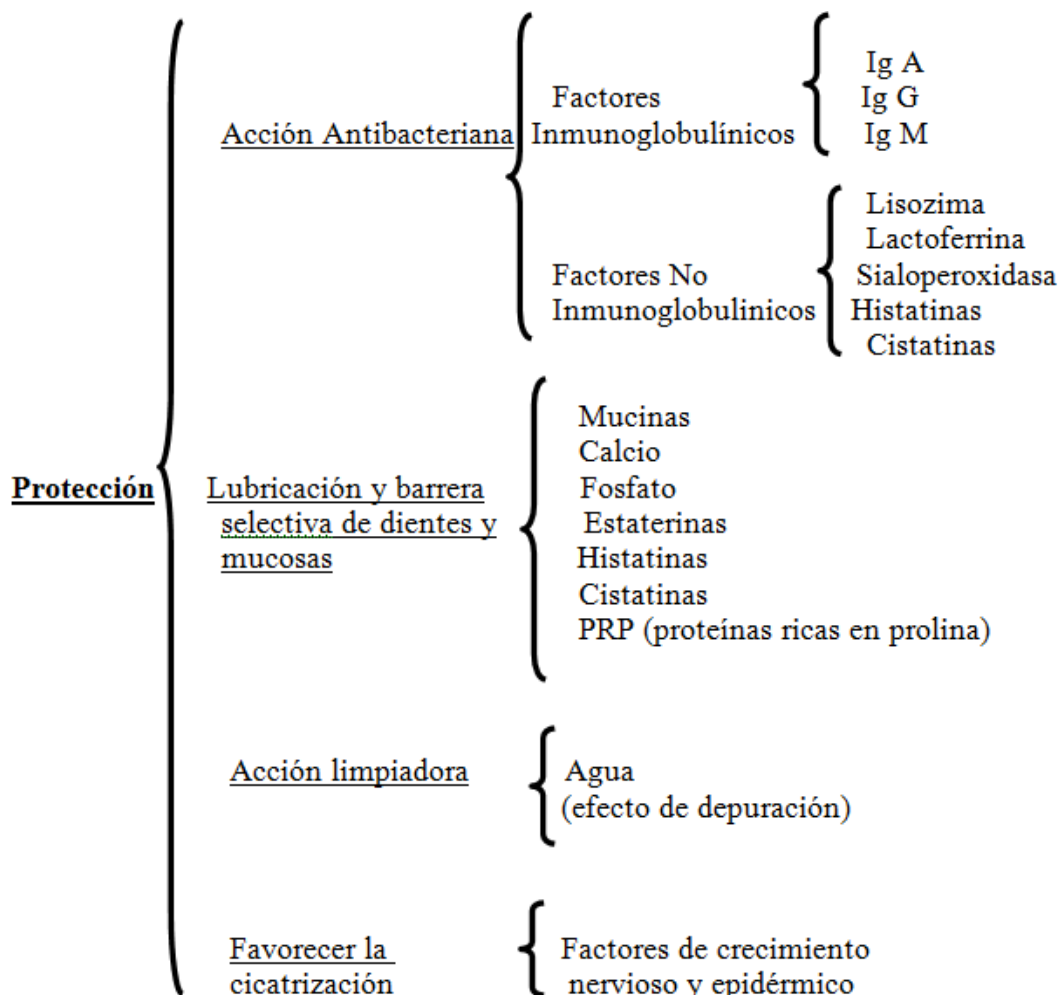 Protección
Acción Antibacteriana
Factores
Inmunoglobulínicos
Ig A
Ig G
Ig M
Factores No
Inmunoglobulinicos
Lisozima
Lactoferrina
Sialoperoxidasa
Histatinas
Cistatinas
Lubricación y barrera
selectiva de dientes y
mucosas
Mucinas
Calcio
Fosfato
Estaterinas
Histatinas
Cistatinas
PRP (proteínas ricas en prolina)
Acción limpiadora
Agua
(efecto de depuración)
Favorecer la
cicatrización
Factores de crecimiento
nervioso y epidérmico